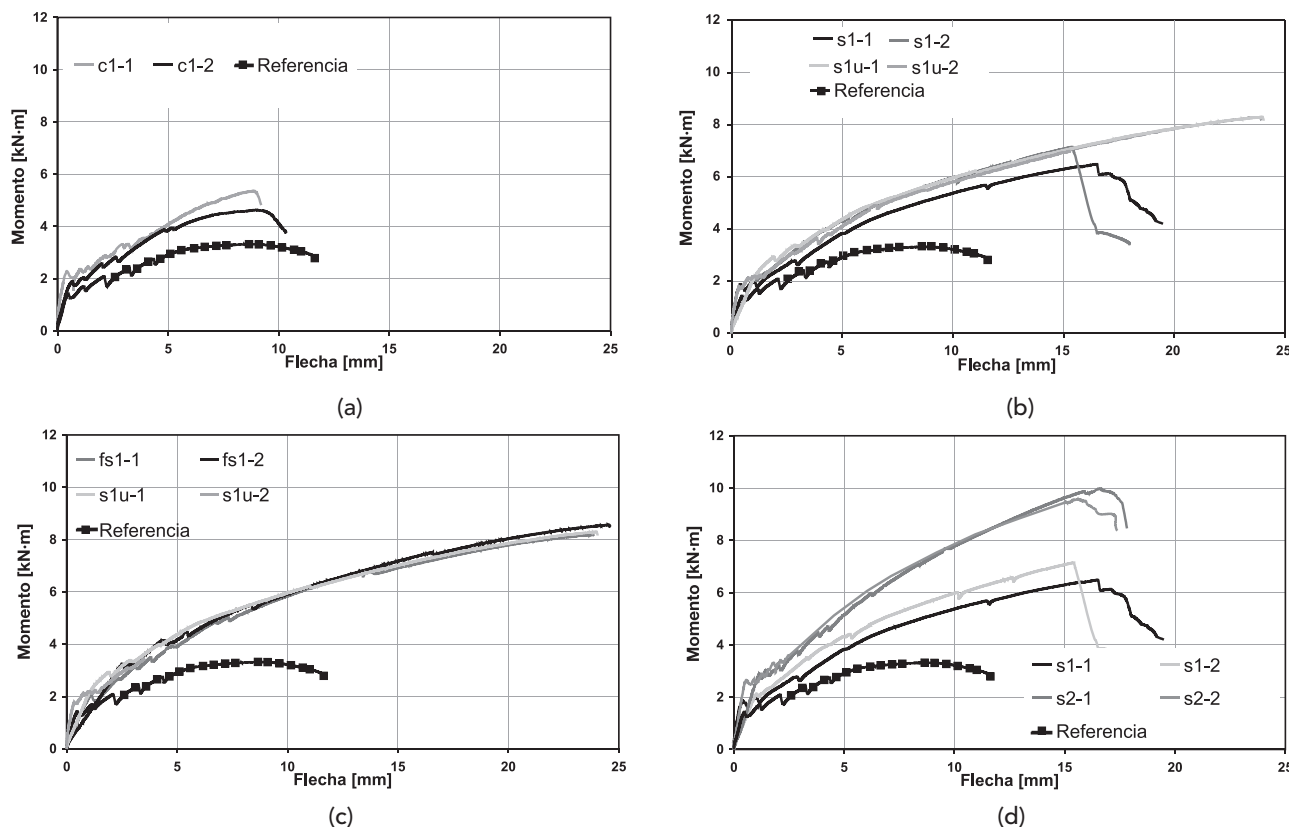 Momento [kN·m]
12
10
8
6
4
2
0
c1-1 c1-2 Referencia
0 5 10 15 20 25
Flecha [mm]
(a)
Momento [kN·m]
12
10
8
6
4
2
0
s1-1 s1-2
s1u-1 s1u-2
Referencia
0 5 10 15 20 25
Flecha [mm]
(b)
Momento [kN·m]
12
10
8
6
4
2
0
fs1-1 fs1-2
s1u-1 s1u-2
Referencia
0 5 10 15 20 25
Flecha [mm]
(c)
Momento [kN·m]
12
10
8
6
4
2
0
s1-1 s1-2
s2-1 s2-2
Referencia
0 5 10 15 20 25
Flecha [mm]
(d)